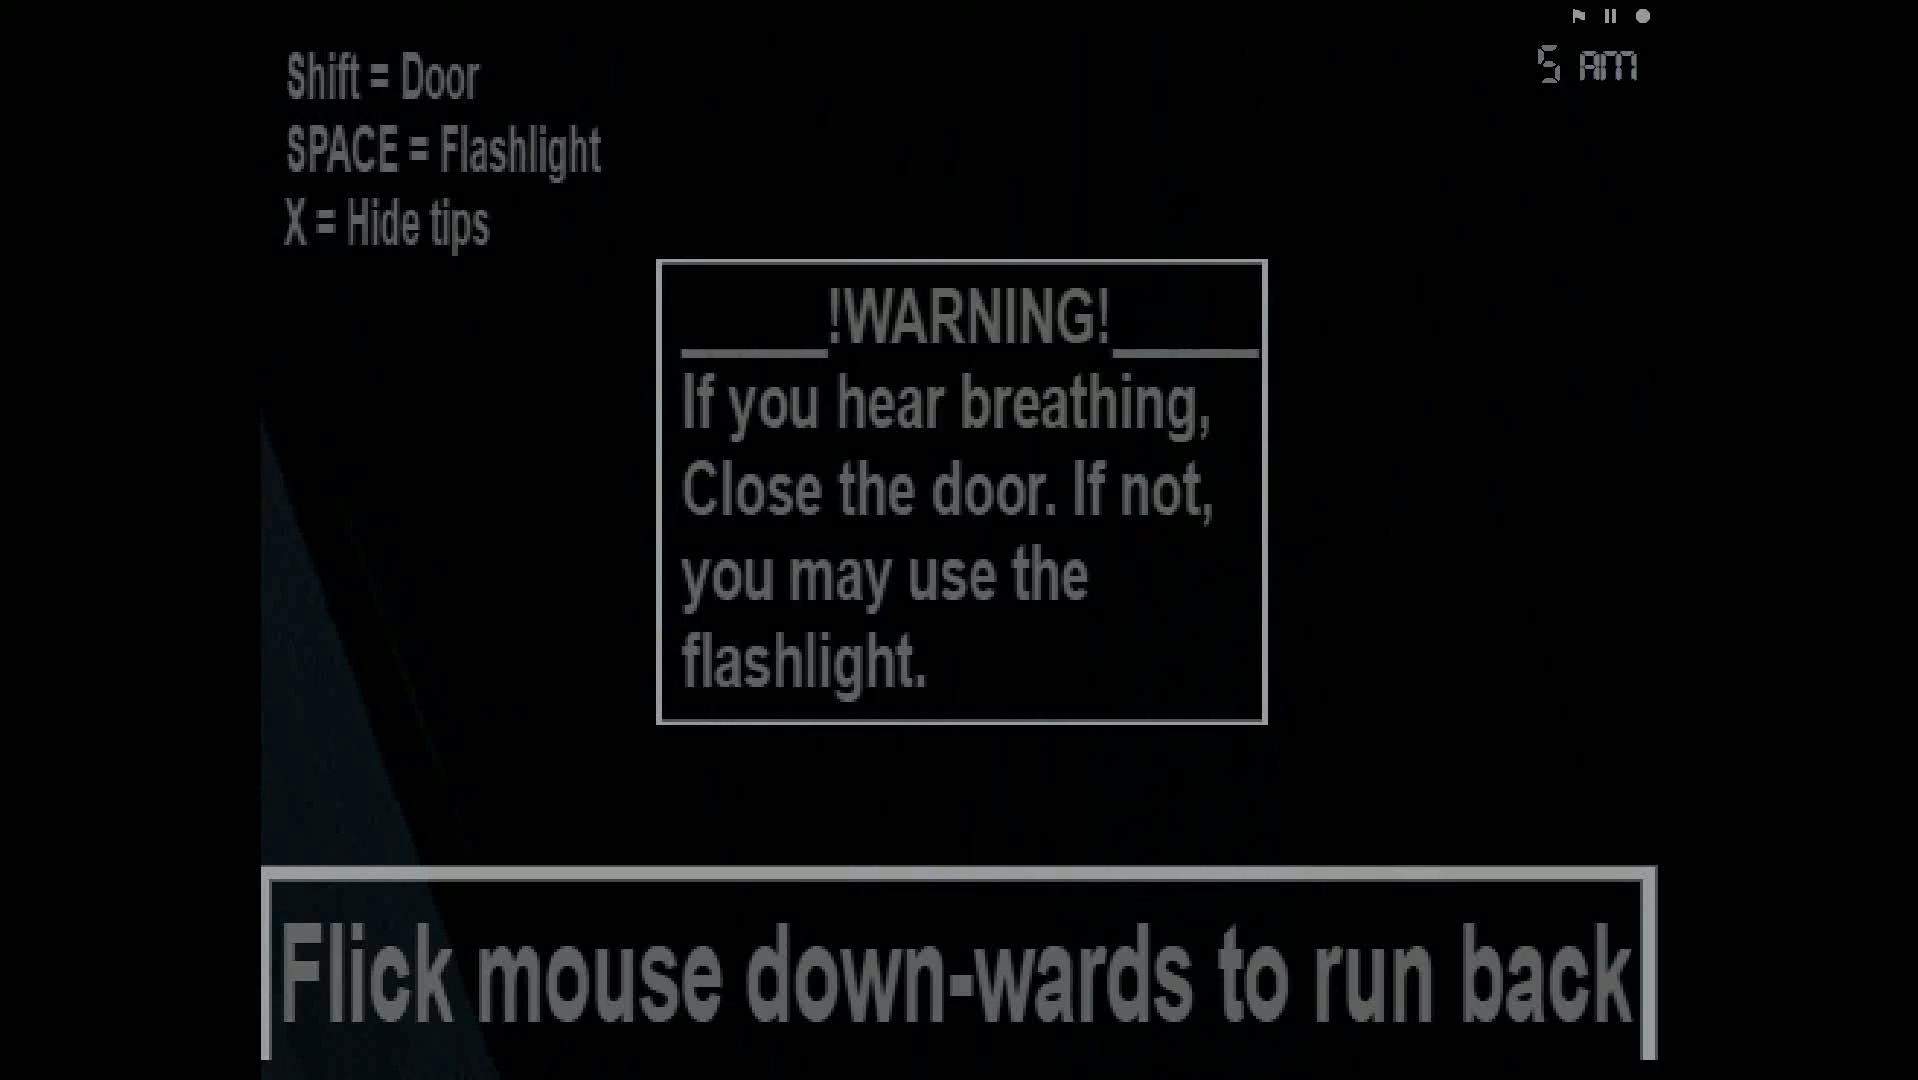 5 AM
Shift = Door
SPACE = Flashlight
X = Hide tips
_____!WARNING!_____
If you hear breathing,
Close the door. If not,
you may use the
flashlight.
Flick mouse down-wards to run back